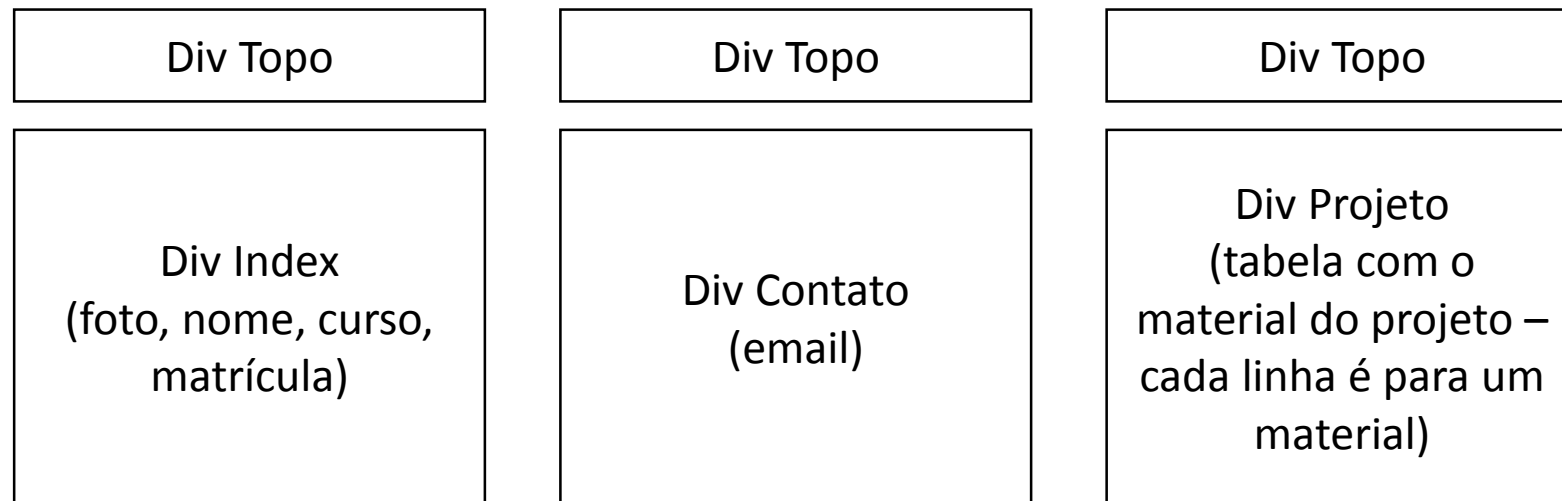 Div Topo
Div Topo
Div Topo
Div Index
(foto, nome, curso,
matrícula)
Div Contato
(email)
Div Projeto
(tabela com o
material do projeto –
cada linha é para um
material)